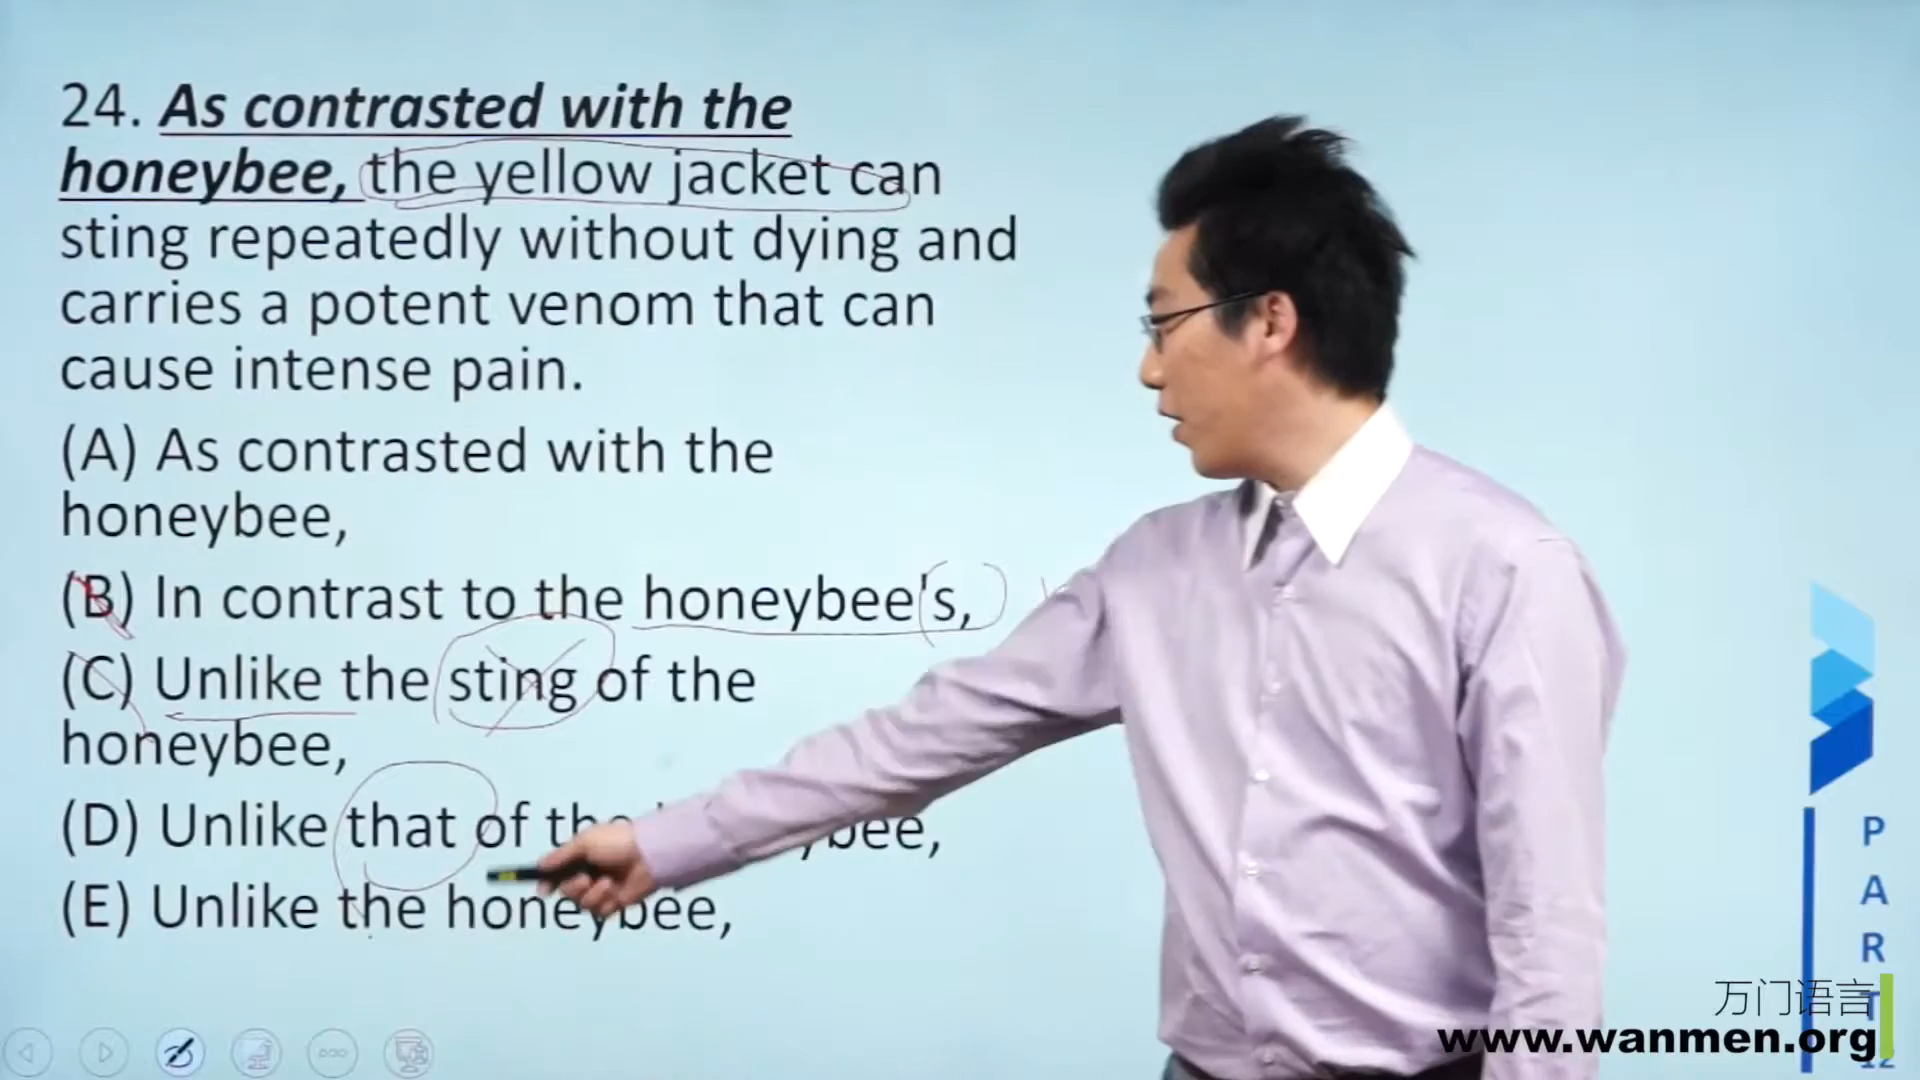 24. As contrasted with the
honeybee, the yellow jacket can
sting repeatedly without dying and
carries a potent venom that can
cause intense pain.
(A) As contrasted with the
honeybee,
(B) In contrast to the honeybee's,
(C) Unlike the sting of the
honeybee,
(D) Unlike that of
(E) Unlike the honeybee,
P
A
R
T
万门语言
www.wanmen.org
12